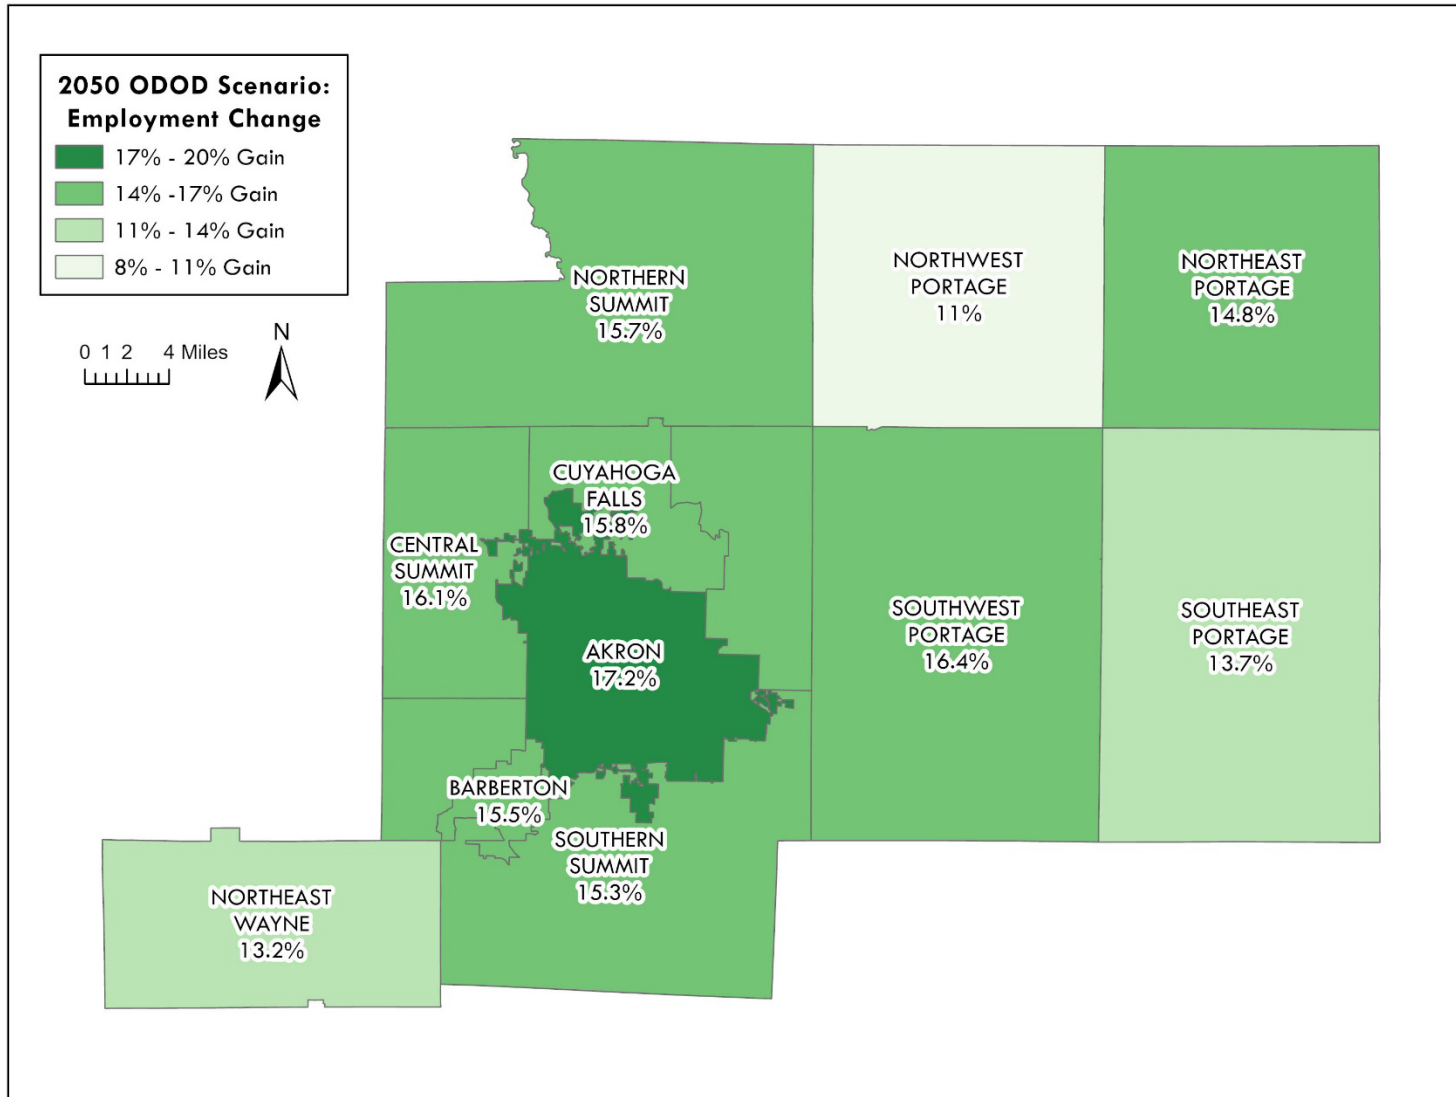 2050 ODOD Scenario:
Employment Change
17% - 20% Gain
14% -17% Gain
11% - 14% Gain
8% - 11% Gain
0 1 2 4 Miles
N
NORTHERN
SUMMIT
15.7%
NORTHWEST
PORTAGE
11%
NORTHEAST
PORTAGE
14.8%
CUYAHOGA
FALLS
15.8%
CENTRAL
SUMMIT
16.1%
AKRON
17.2%
SOUTHWEST
PORTAGE
16.4%
SOUTHEAST
PORTAGE
13.7%
BARBERTON
15.5%
SOUTHERN
SUMMIT
15.3%
NORTHEAST
WAYNE
13.2%